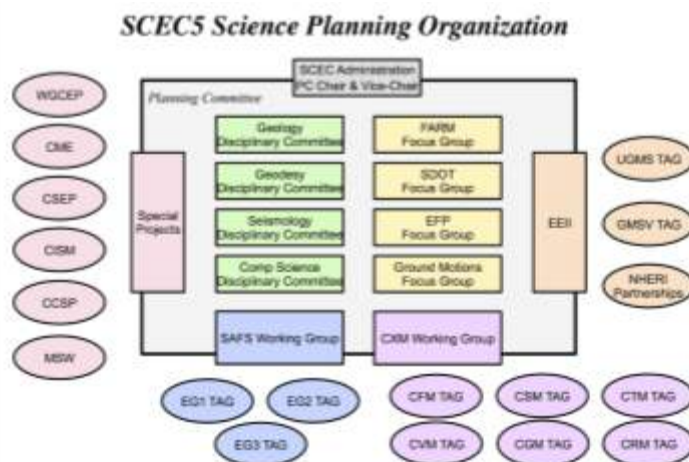 SCEC5 Science Planning Organization
SCEC Administration
PC Chair & Vice-Chair
Planning Committee
WGCEP
CME
CSEP
CISM
CCSP
MSW
Special
Projects
Geology
Disciplinary Committee
Geodesy
Disciplinary Committee
Seismology
Disciplinary Committee
Comp Science
Disciplinary Committee
FARM
Focus Group
SDOT
Focus Group
EFP
Focus Group
Ground Motions
Focus Group
EEII
UGMS TAG
GMSV TAG
NHERI
Partnerships
SAFS Working Group
CXM Working Group
EG1 TAG
EG2 TAG
EG3 TAG
CFM TAG
CSM TAG
CTM TAG
CVM TAG
CGM TAG
CRM TAG